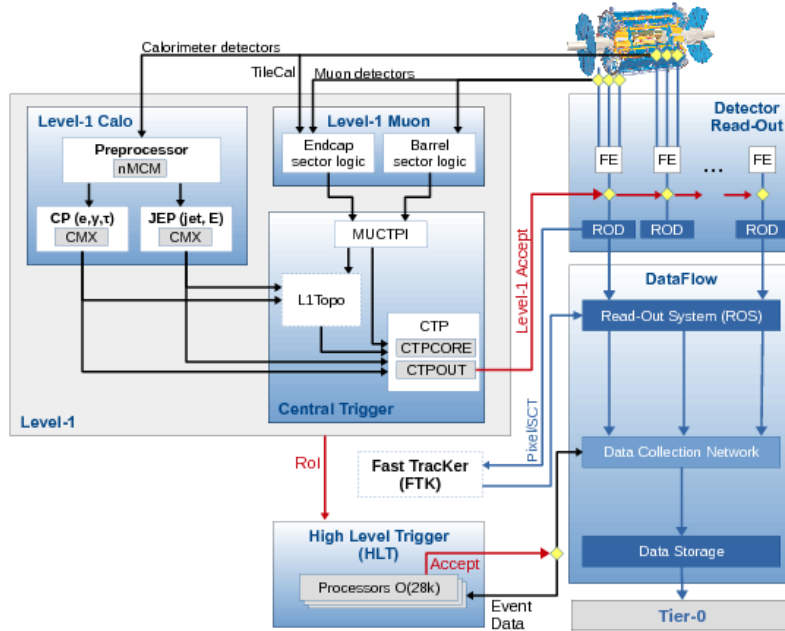 Calorimeter detectors
TileCal
Muon detectors
Level-1 Calo
Preprocessor
nMCM
CP (e,γ,τ)
CMX
JEP (jet, E)
CMX
Level-1 Muon
Endcap
sector logic
Barrel
sector logic
MUCTPI
L1Topo
CTP
CTPCORE
CTPOUT
Central Trigger
Level-1
Level-1 Accept
Detector
Read-Out
FE
FE
...
FE
ROD
ROD
ROD
DataFlow
Read-Out System (ROS)
Pixel/SCT
RoI
Fast TracKer
(FTK)
Data Collection Network
High Level Trigger
(HLT)
Accept
Processors O(28k)
Event
Data
Data Storage
Tier-0